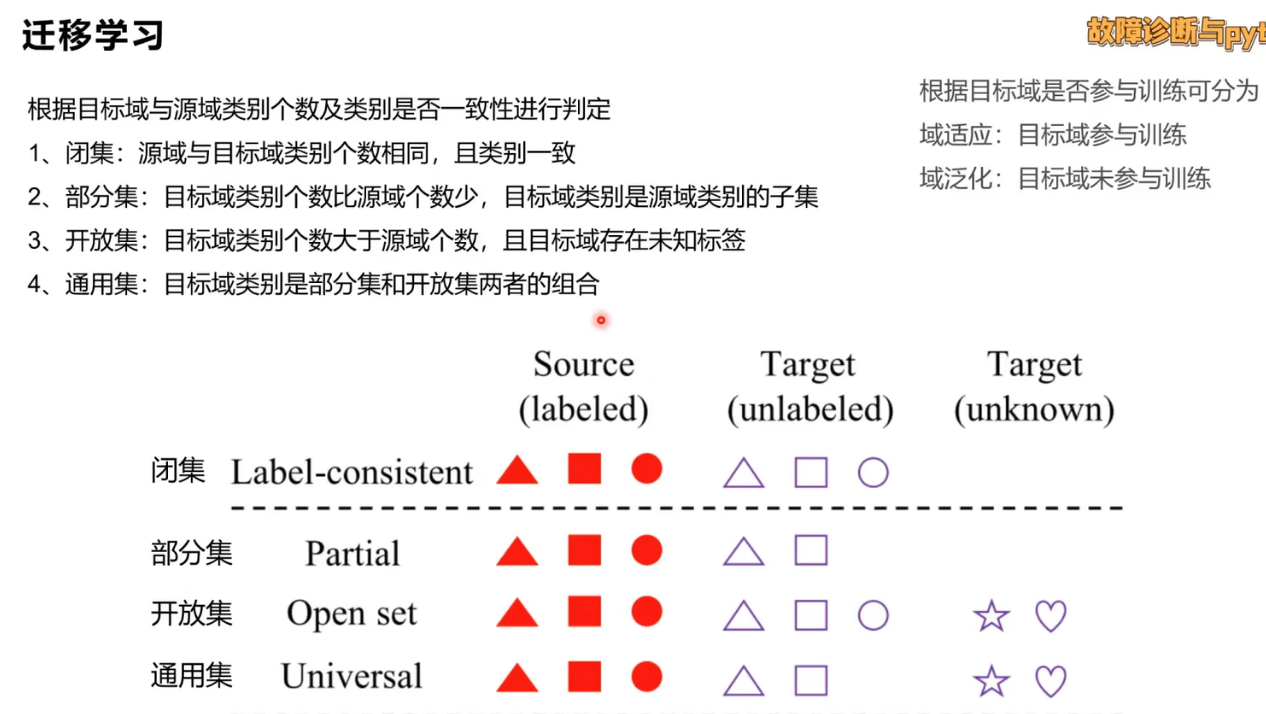 迁移学习
故障诊断与pyt
根据目标域与源域类别个数及类别是否一致性进行判定
1、闭集：源域与目标域类别个数相同，且类别一致
2、部分集：目标域类别个数比源域个数少，目标域类别是源域类别的子集
3、开放集：目标域类别个数大于源域个数，且目标域存在未知标签
4、通用集：目标域类别是部分集和开放集两者的组合
根据目标域是否参与训练可分为
域适应：目标域参与训练
域泛化：目标域未参与训练
Source Target Target
(labeled) (unlabeled) (unknown)
闭集 Label-consistent
部分集 Partial
开放集 Open set
通用集 Universal